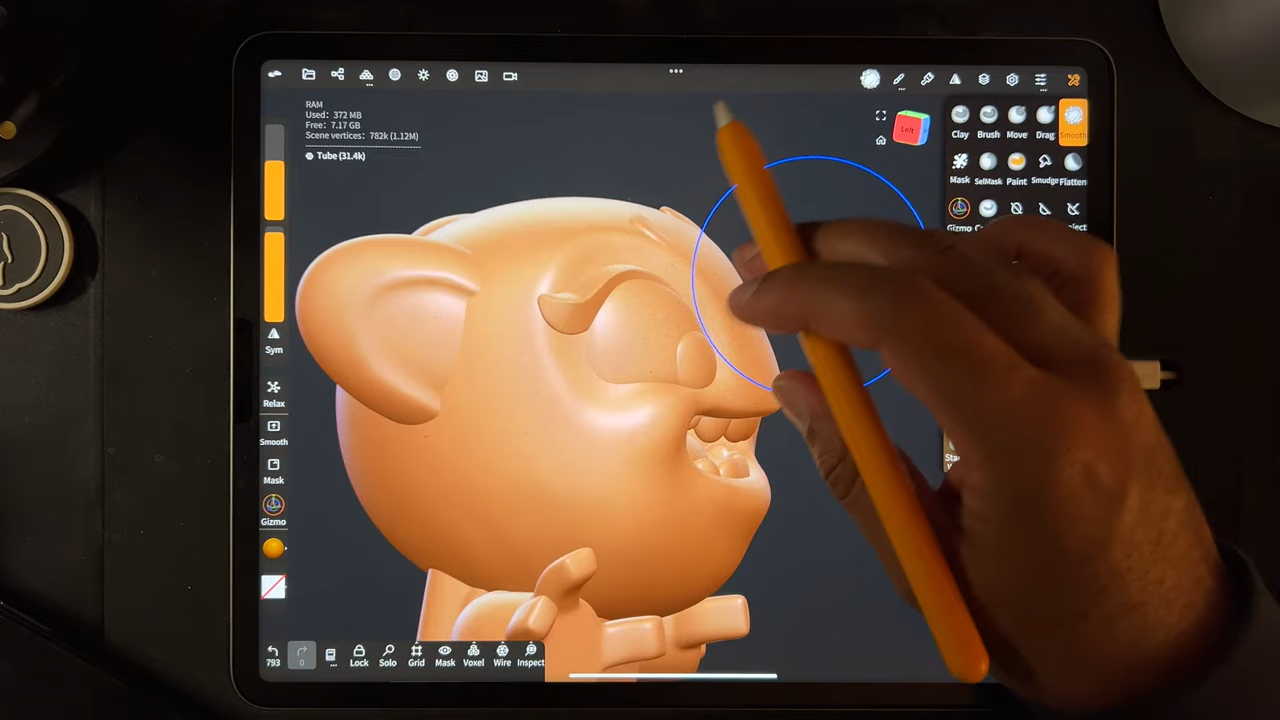 RAM
Used: 372 MB
Free: 7.17 GB
Scene vertices: 782k (1.12M)
Tube (31.4k)
Left
Clay Brush Move Drag Smooth
Mask SelMask Paint Smudge Flatten
Gizmo
Sym
Relax
Smooth
Mask
Gizmo
793 0 Lock Solo Grid Mask Voxel Wire Inspect